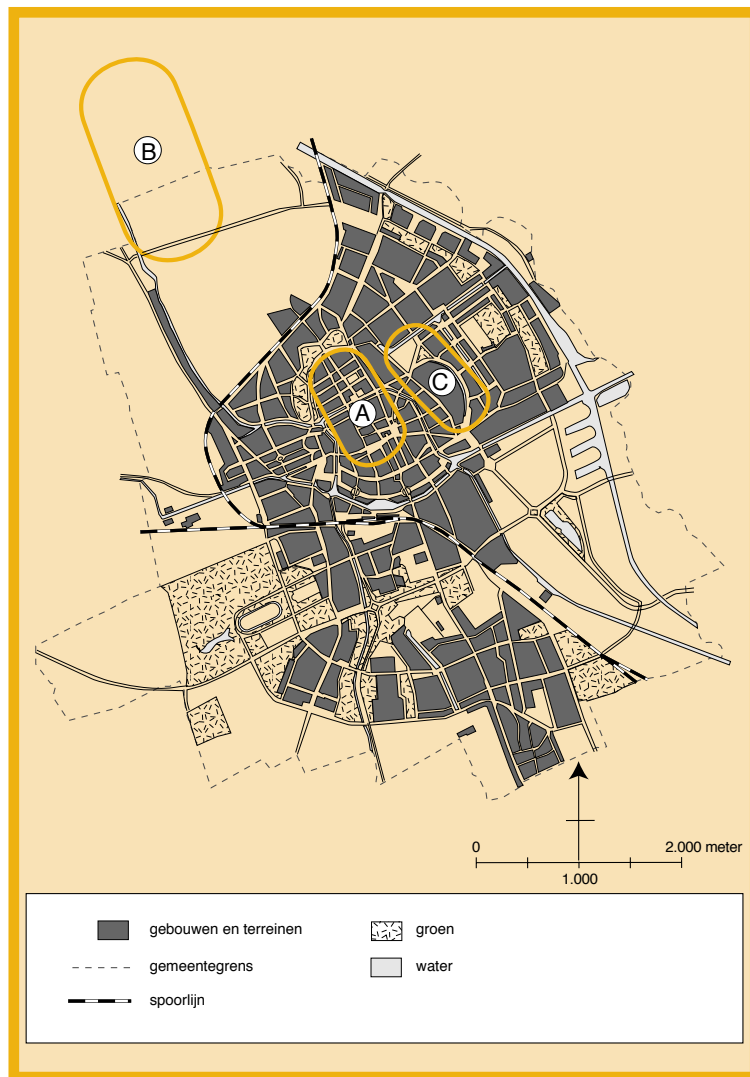 B
C
A
0 2.000 meter
1.000
gebouwen en terreinen
groen
gemeentegrens
water
spoorlijn